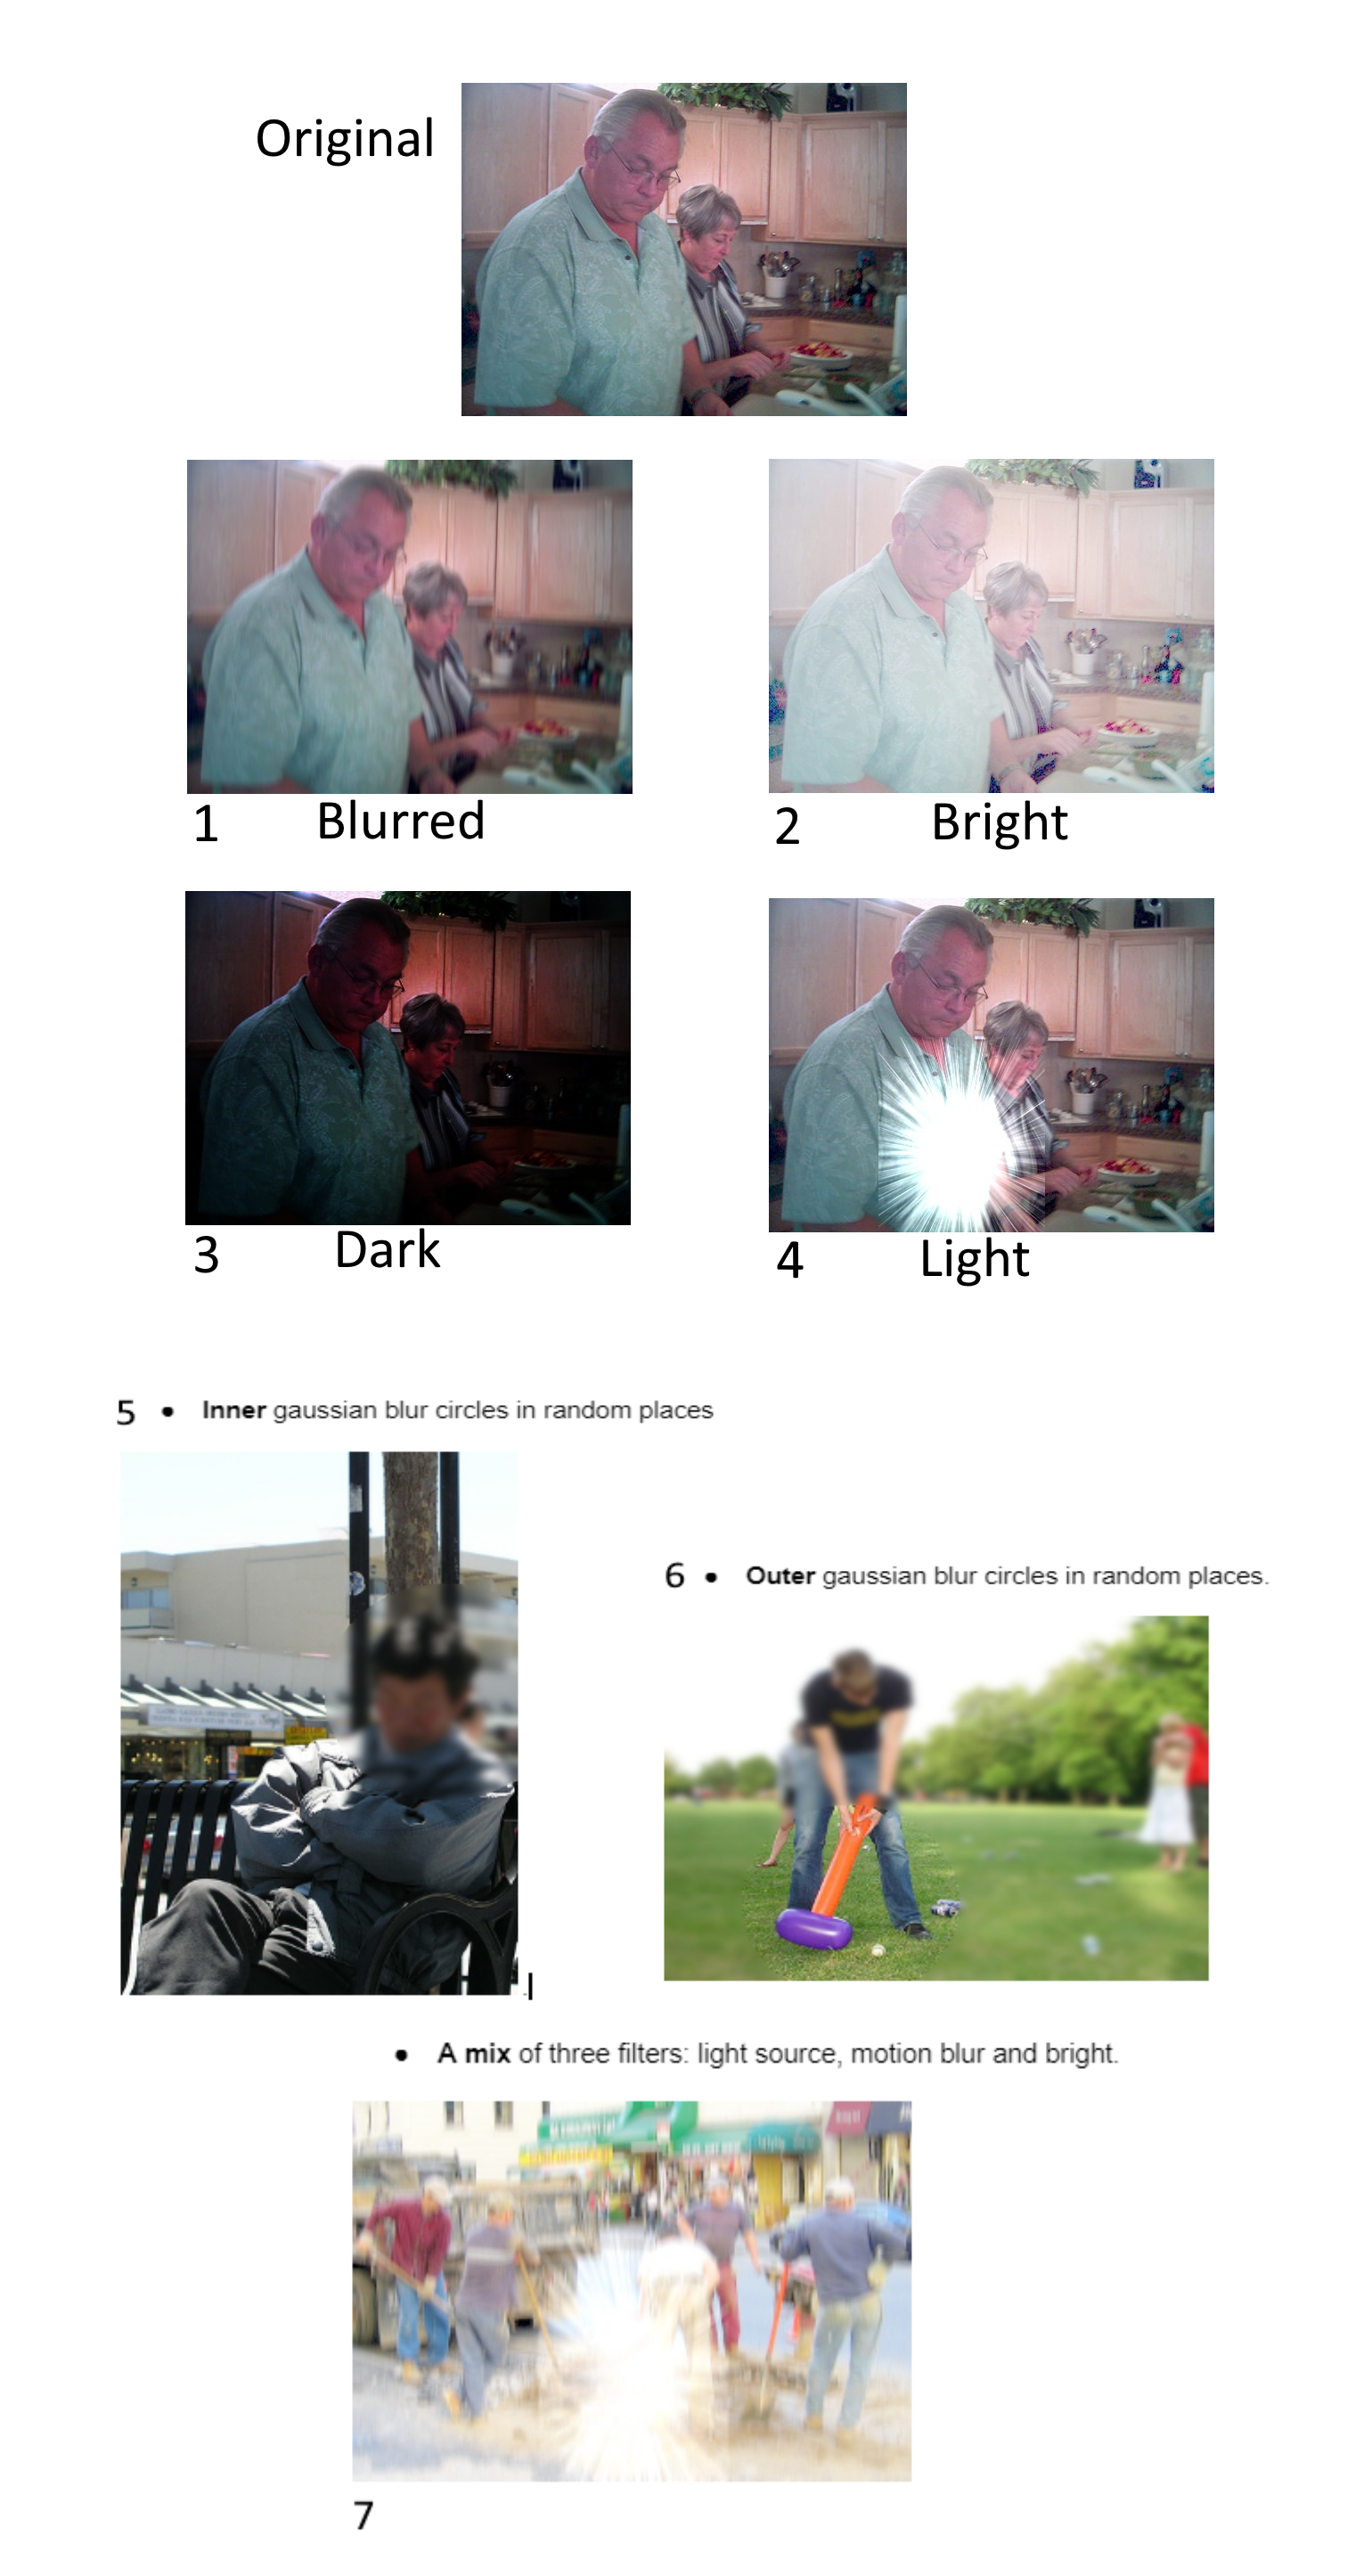 Original
1 Blurred
2 Bright
3 Dark
4 Light
5 • Inner gaussian blur circles in random places
6 • Outer gaussian blur circles in random places.
• A mix of three filters: light source, motion blur and bright.
7